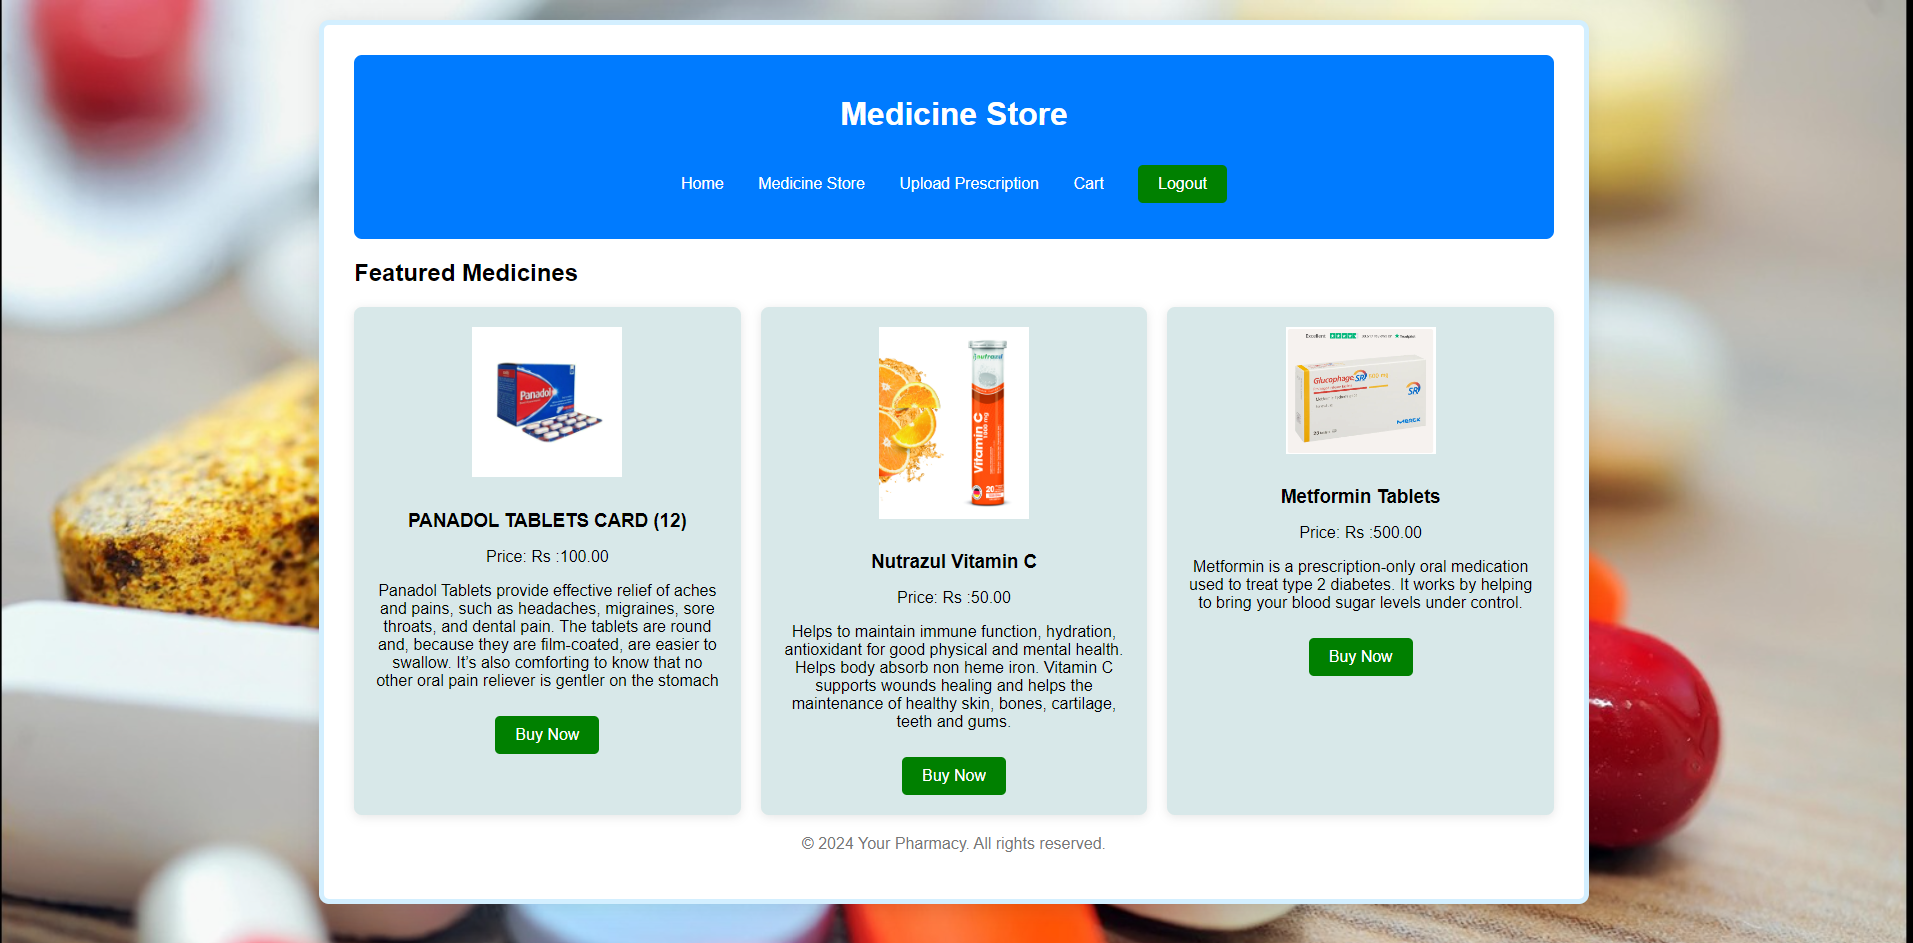 Medicine Store
Home Medicine Store Upload Prescription Cart Logout
Featured Medicines
Panadol
PANADOL TABLETS CARD (12)
Price: Rs :100.00
Panadol Tablets provide effective relief of aches
and pains, such as headaches, migraines, sore
throats, and dental pain. The tablets are round
and, because they are film-coated, are easier to
swallow. It’s also comforting to know that no
other oral pain reliever is gentler on the stomach
Buy Now
nutrazul
Vitamin C
1000 mg
20
Nutrazul Vitamin C
Price: Rs :50.00
Helps to maintain immune function, hydration,
antioxidant for good physical and mental health.
Helps body absorb non heme iron. Vitamin C
supports wounds healing and helps the
maintenance of healthy skin, bones, cartilage,
teeth and gums.
Buy Now
Excellent Trustpilot
Glucophage SR 500 mg
SR
MERCK
Metformin Tablets
Price: Rs :500.00
Metformin is a prescription-only oral medication
used to treat type 2 diabetes. It works by helping
to bring your blood sugar levels under control.
Buy Now
© 2024 Your Pharmacy. All rights reserved.